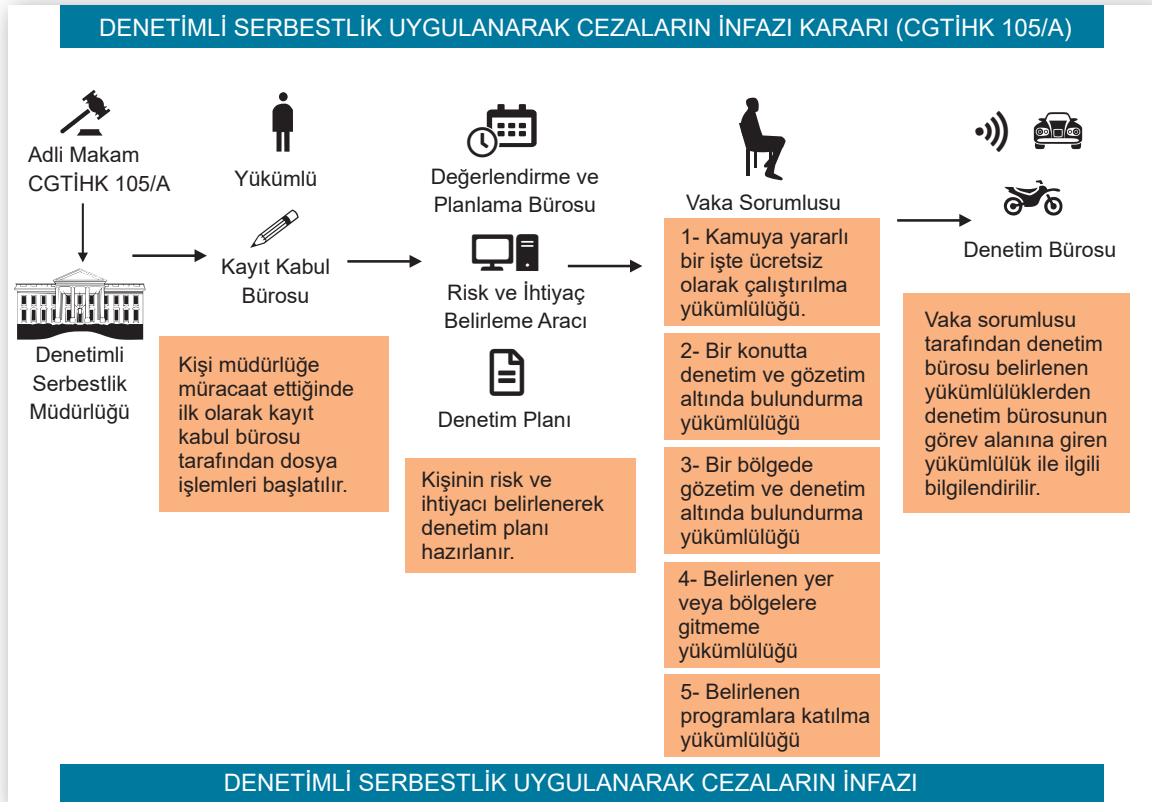 DENETİMLİ SERBESTLİK UYGULANARAK CEZALARIN İNFAZI KARARI (CGTİHK 105/A)
Adli Makam
CGTİHK 105/A
Denetimli
Serbestlik
Müdürlüğü
Yükümlü
Kayıt Kabul
Bürosu
Kişi müdürlüğe
müracaat ettiğinde
ilk olarak kayıt
kabul bürosu
tarafından dosya
işlemleri başlatılır.
Değerlendirme ve
Planlama Bürosu
Risk ve İhtiyaç
Belirleme Aracı
Denetim Planı
Kişinin risk ve
ihtiyacı belirlenerek
denetim planı
hazırlanır.
Vaka Sorumlusu
1- Kamuya yararlı
bir işte ücretsiz
olarak çalıştırılma
yükümlülüğü.
2- Bir konutta
denetim ve gözetim
altında bulundurma
yükümlülüğü
3- Bir bölgede
gözetim ve denetim
altında bulundurma
yükümlülüğü
4- Belirlenen yer
veya bölgelere
gitmeme
yükümlülüğü
5- Belirlenen
programlara katılma
yükümlülüğü
Denetim Bürosu
Vaka sorumlusu
tarafından denetim
bürosu belirlenen
yükümlülüklerden
denetim bürosunun
görev alanına giren
yükümlülük ile ilgili
bilgilendirilir.
DENETİMLİ SERBESTLİK UYGULANARAK CEZALARIN İNFAZI